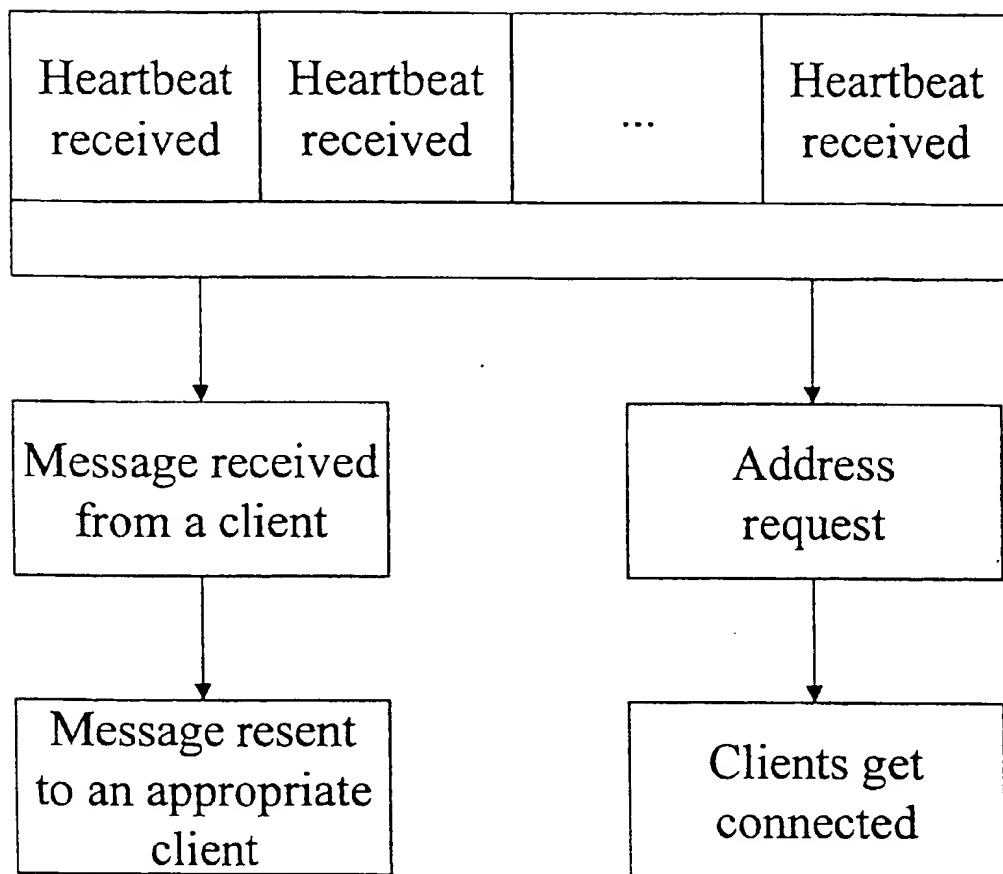 Heartbeat
received
Heartbeat
received
...
Heartbeat
received
Message received
from a client
Address
request
Message resent
to an appropriate
client
Clients get
connected